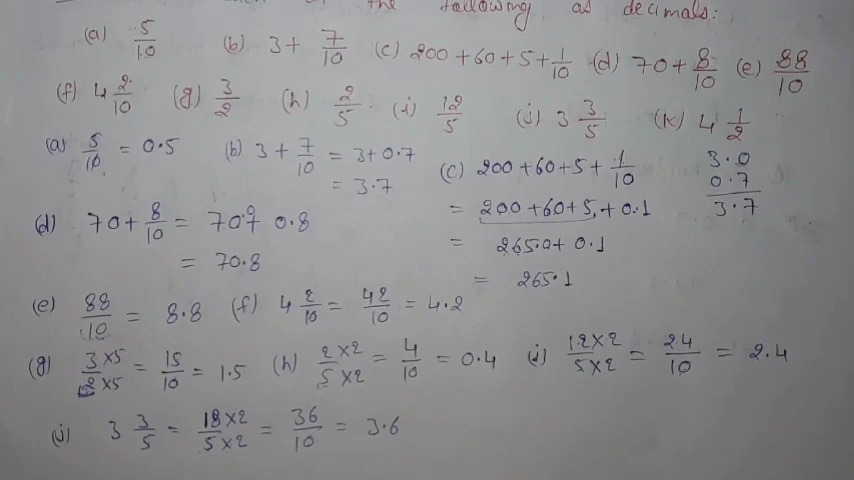 the following as decimals:
(a) 5/10 (b) 3 + 7/10 (c) 200 + 60 + 5 + 1/10 (d) 70 + 8/10 (e) 88/10
(f) 4 2/10 (g) 3/2 (h) 2/5 (i) 12/5 (j) 3 3/5 (k) 4 1/2
(a) 5/10 = 0.5 (b) 3 + 7/10 = 3 + 0.7
= 3.7
(c) 200 + 60 + 5 + 1/10
= 200 + 60 + 5 + 0.1
= 265.0 + 0.1
= 265.1
3.0
0.7
3.7
(d) 70 + 8/10 = 70 + 0.8
= 70.8
(e) 88/10 = 8.8 (f) 4 2/10 = 42/10 = 4.2
(g) 3×5/2×5 = 15/10 = 1.5 (h) 2×2/5×2 = 4/10 = 0.4 (i) 12×2/5×2 = 24/10 = 2.4
(j) 3 3/5 = 18×2/5×2 = 36/10 = 3.6